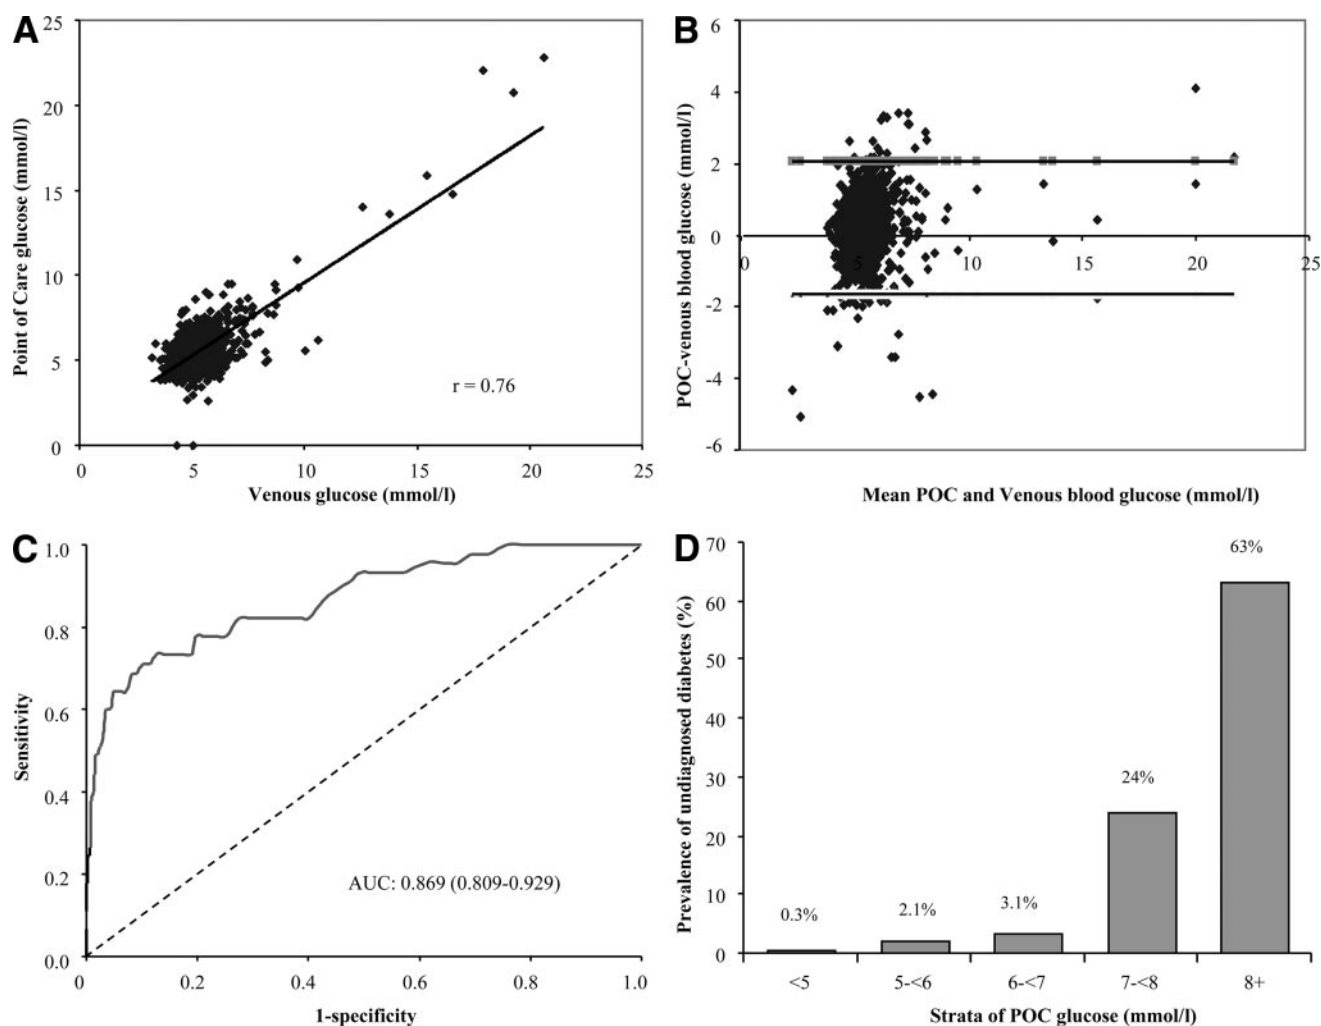 A
25
20
15
10
5
0
Point of Care glucose (mmol/l)
r = 0.76
0 5 10 15 20 25
Venous glucose (mmol/l)
B
6
4
2
0
-2
-4
-6
POC-venous blood glucose (mmol/l)
0 5 10 15 20 25
Mean POC and Venous blood glucose (mmol/l)
C
1.0
0.8
0.6
0.4
0.2
0.0
Sensitivity
AUC: 0.869 (0.809-0.929)
0 0.2 0.4 0.6 0.8 1.0
1-specificity
D
70
60
50
40
30
20
10
0
Prevalence of undiagnosed diabetes (%)
0.3% 2.1% 3.1% 24% 63%
<5 5-<6 6-<7 7-<8 8+
Strata of POC glucose (mmol/l)